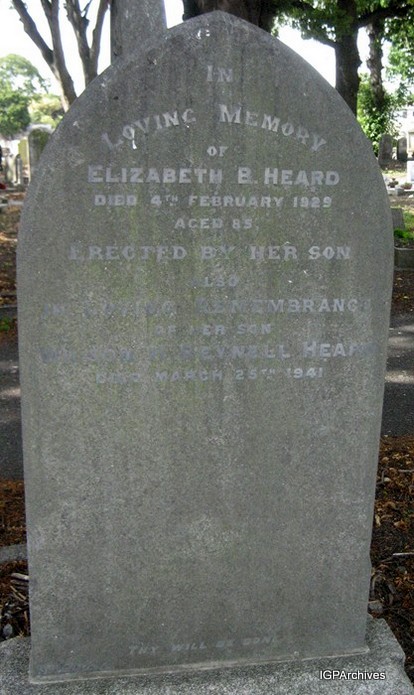 IN
LOVING MEMORY
OF
ELIZABETH B. HEARD
DIED 4TH FEBRUARY 1929
AGED 85
ERECTED BY HER SON
ALSO
IN LOVING REMEMBRANCE
OF HER SON
REYNELL HEARD
DIED MARCH 25TH 1941
THY WILL BE DONE
IGPArchives